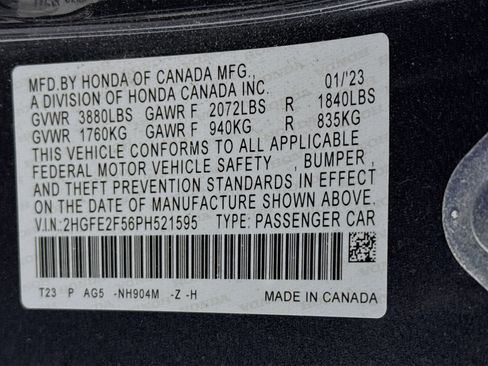 MFD.BY HONDA OF CANADA MFG., 01/'23
A DIVISION OF HONDA CANADA INC.
GVWR 3880LBS GAWR F 2072LBS R 1840LBS
GVWR 1760KG GAWR F 940KG R 835KG
THIS VEHICLE CONFORMS TO ALL APPLICABLE
FEDERAL MOTOR VEHICLE SAFETY , BUMPER ,
AND THEFT PREVENTION STANDARDS IN EFFECT
ON THE DATE OF MANUFACTURE SHOWN ABOVE.
V.I.N.:2HGFE2F56PH521595 TYPE: PASSENGER CAR
T23 P AG5 -NH904M -Z -H MADE IN CANADA